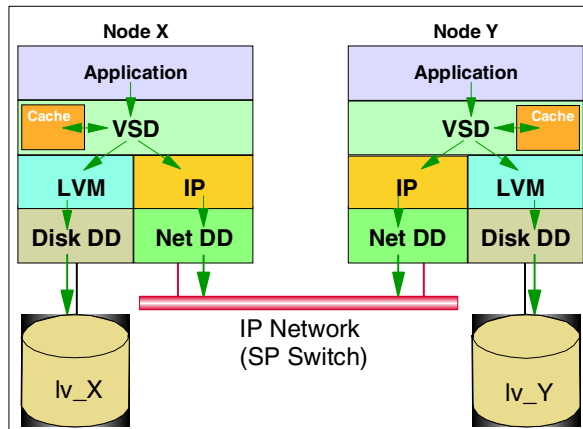 Node X
Node Y
Application
Application
Cache
VSD
VSD
Cache
LVM
IP
IP
LVM
Disk DD
Net DD
Net DD
Disk DD
IP Network
(SP Switch)
lv_X
lv_Y